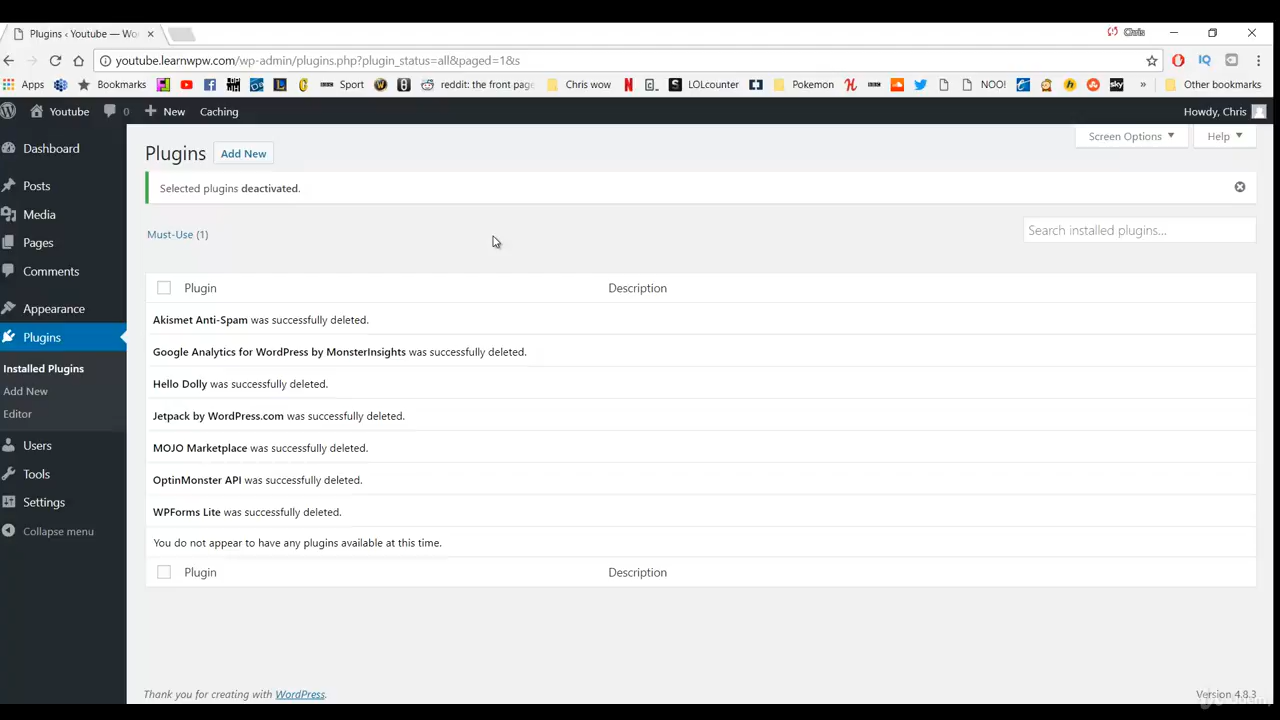 Plugins ‹ Youtube — Wo
Chris
youtube.learnwpw.com/wp-admin/plugins.php?plugin_status=all&paged=1&s
Apps Bookmarks Sport reddit: the front page Chris wow LOLcounter Pokemon NOO! sky » Other bookmarks
Youtube 0 New Caching Howdy, Chris
Screen Options Help
Dashboard
Posts
Media
Pages
Comments
Appearance
Plugins
Installed Plugins
Add New
Editor
Users
Tools
Settings
Collapse menu
Plugins Add New
Selected plugins deactivated.
Must-Use (1)
Search installed plugins...
Plugin Description
Akismet Anti-Spam was successfully deleted.
Google Analytics for WordPress by MonsterInsights was successfully deleted.
Hello Dolly was successfully deleted.
Jetpack by WordPress.com was successfully deleted.
MOJO Marketplace was successfully deleted.
OptinMonster API was successfully deleted.
WPForms Lite was successfully deleted.
You do not appear to have any plugins available at this time.
Plugin Description
Thank you for creating with WordPress.
Version 4.8.3